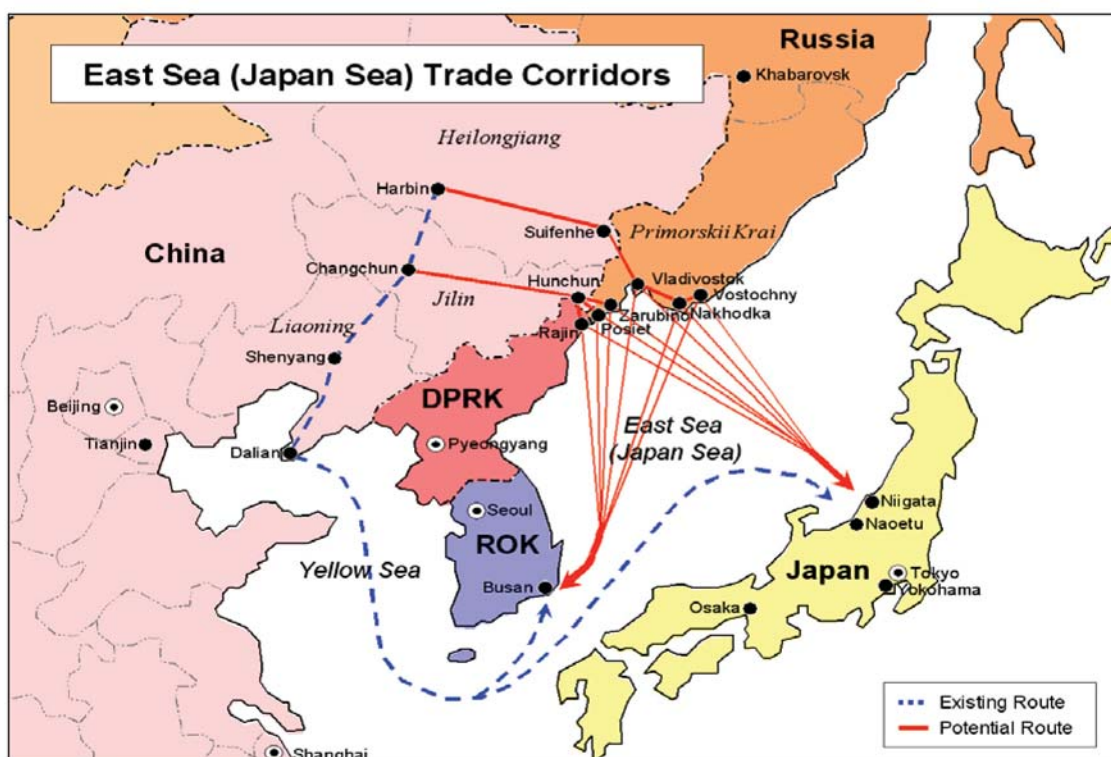 East Sea (Japan Sea) Trade Corridors
Russia
Khabarovsk
Heilongjiang
Harbin
Suifenhe
Primorskii Krai
China
Changchun
Hunchun
Vladivostok
Vostochny
Jilin
Zarubino
Nakhodka
Liaoning
Rajin
Posiet
Shenyang
DPRK
Beijing
East Sea
(Japan Sea)
Tianjin
Dalian
Pyeongyang
Niigata
Seoul
Naoetu
ROK
Yellow Sea
Japan
Tokyo
Busan
Yokohama
Osaka
Existing Route
Potential Route
Shanghai